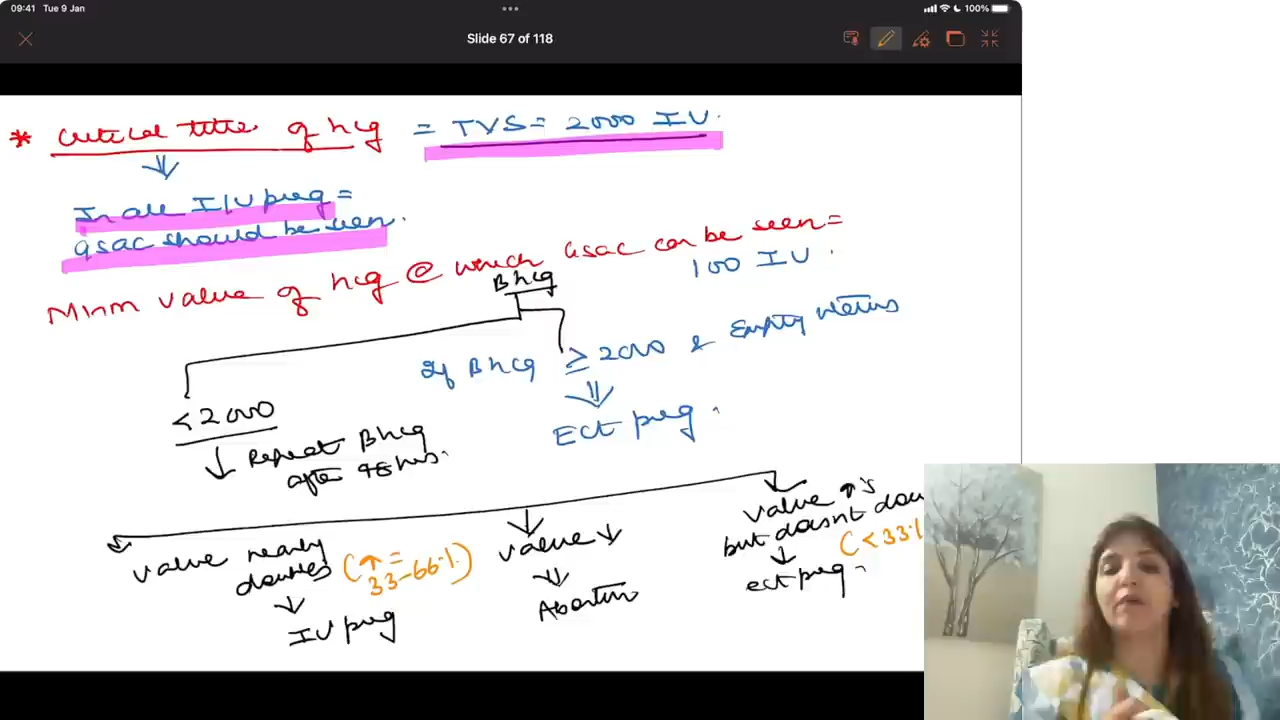 09:41 Tue 9 Jan
100%
Slide 67 of 118
* Critical titre of hcg = TVS = 2000 IU.
In all I/U preg =
gsac should be seen.
Minm value of hcg @ which Gsac can be seen =
100 IU.
Bhcg
If Bhcg ≥ 2000 & Empty uterus
Ect preg.
< 2000
Repeat Bhcg
after 48 hrs.
value nearly
doubles
(↑ =
33-66%)
IU preg
value ↓
Abortion
value ↑'s
but doesnt dou
(<33%
ect preg.